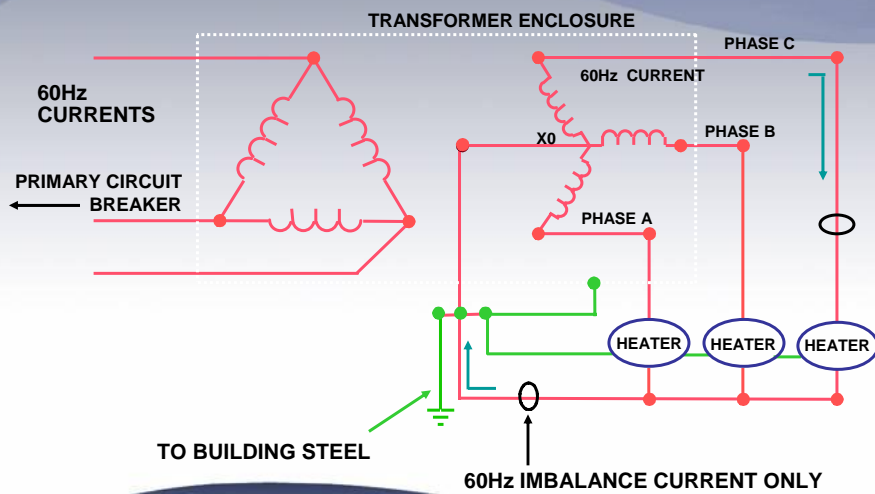 TRANSFORMER ENCLOSURE
PHASE C
60Hz CURRENT
60Hz
CURRENTS
X0
PHASE B
PRIMARY CIRCUIT
BREAKER
PHASE A
HEATER
HEATER
HEATER
TO BUILDING STEEL
60Hz IMBALANCE CURRENT ONLY